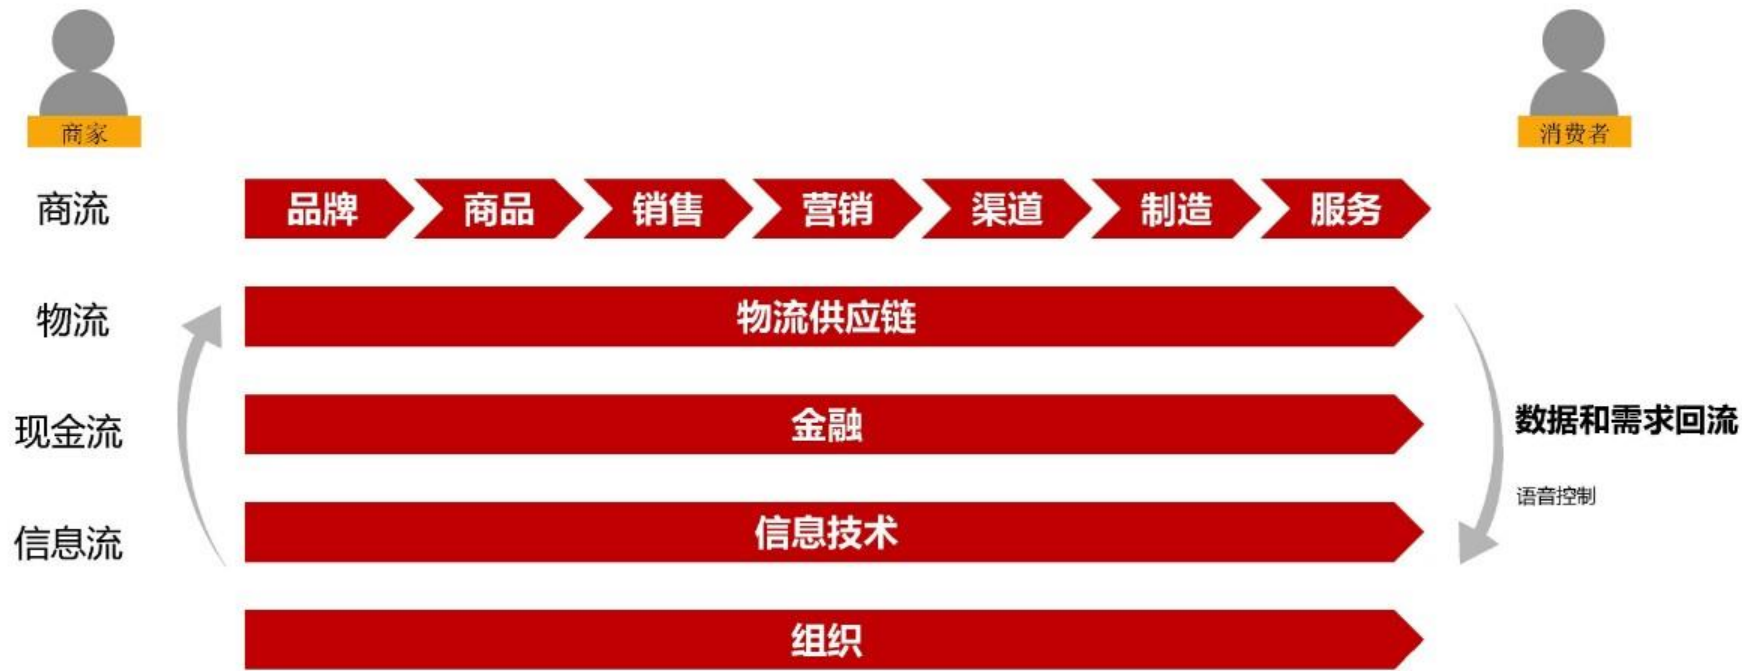 商家
消费者
商流
品牌 商品 销售 营销 渠道 制造 服务
物流
物流供应链
现金流
金融
数据和需求回流
语音控制
信息流
信息技术
组织